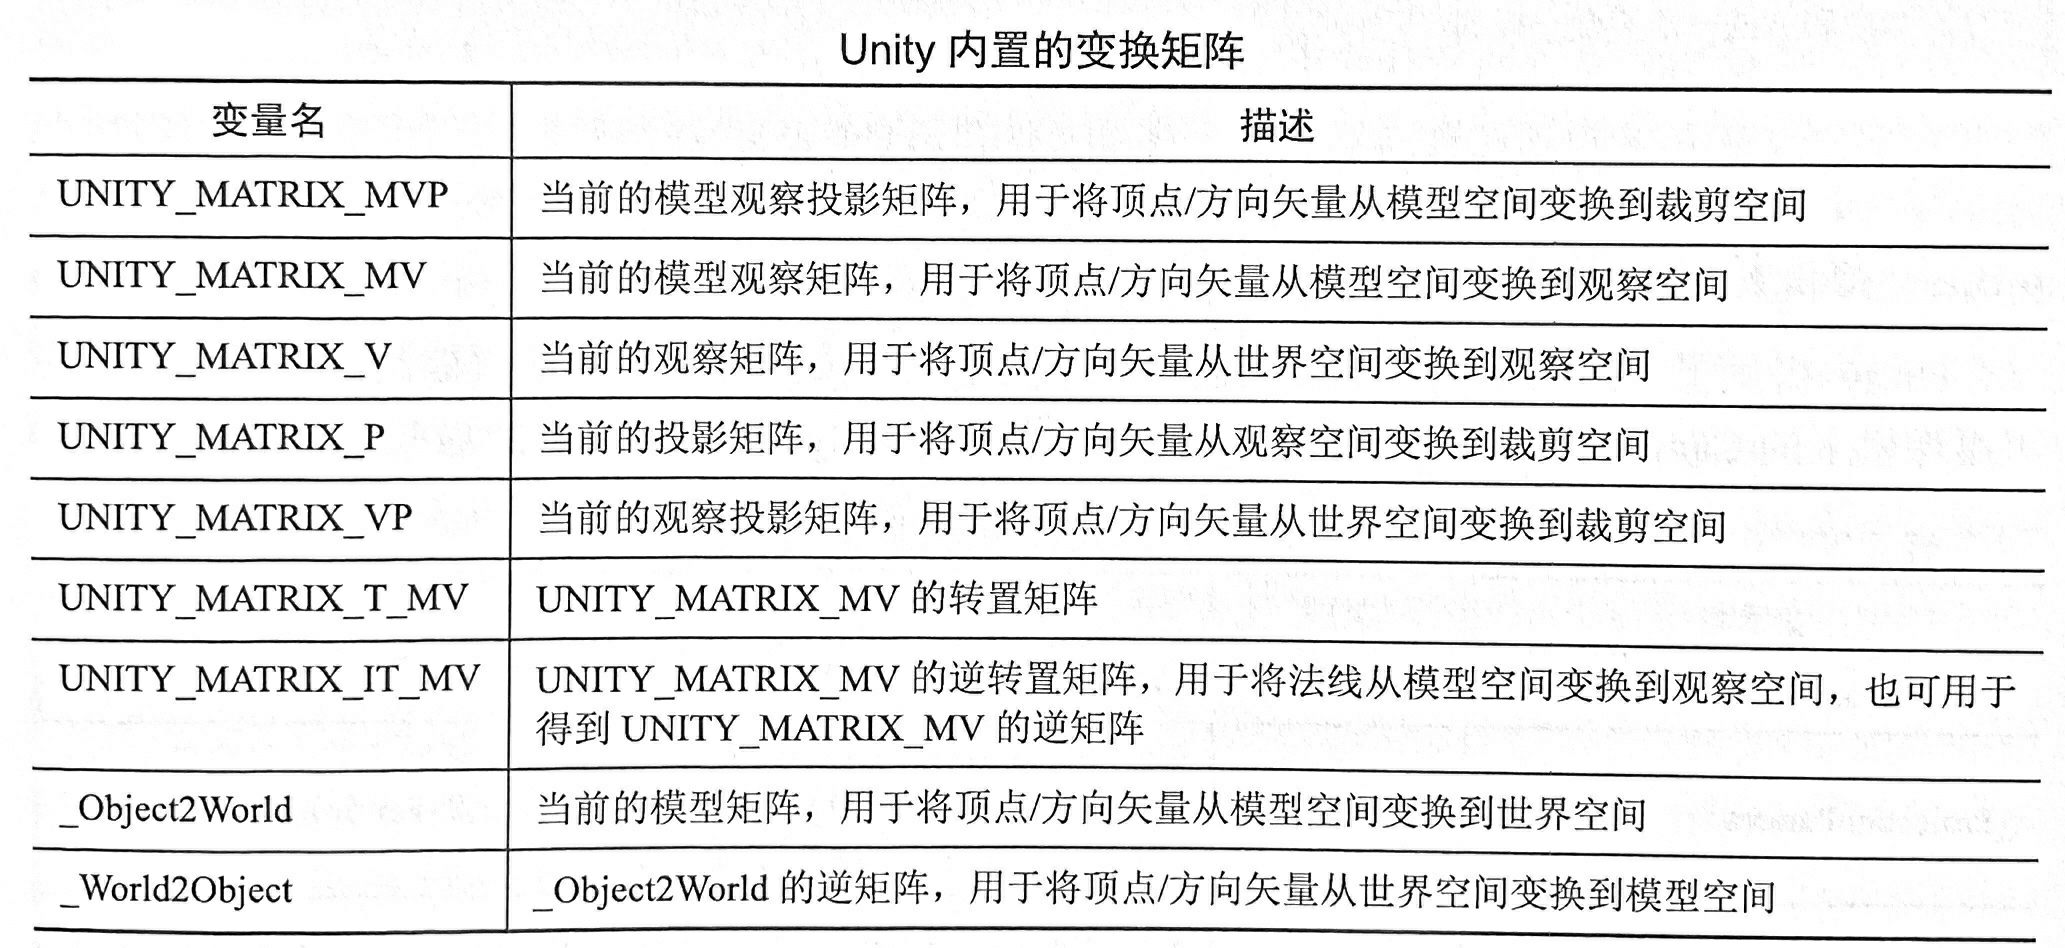 Unity 内置的变换矩阵
变量名 描述
UNITY_MATRIX_MVP 当前的模型观察投影矩阵，用于将顶点/方向矢量从模型空间变换到裁剪空间
UNITY_MATRIX_MV 当前的模型观察矩阵，用于将顶点/方向矢量从模型空间变换到观察空间
UNITY_MATRIX_V 当前的观察矩阵，用于将顶点/方向矢量从世界空间变换到观察空间
UNITY_MATRIX_P 当前的投影矩阵，用于将顶点/方向矢量从观察空间变换到裁剪空间
UNITY_MATRIX_VP 当前的观察投影矩阵，用于将顶点/方向矢量从世界空间变换到裁剪空间
UNITY_MATRIX_T_MV UNITY_MATRIX_MV 的转置矩阵
UNITY_MATRIX_IT_MV UNITY_MATRIX_MV 的逆转置矩阵，用于将法线从模型空间变换到观察空间，也可用于
得到 UNITY_MATRIX_MV 的逆矩阵
_Object2World 当前的模型矩阵，用于将顶点/方向矢量从模型空间变换到世界空间
_World2Object _Object2World 的逆矩阵，用于将顶点/方向矢量从世界空间变换到模型空间